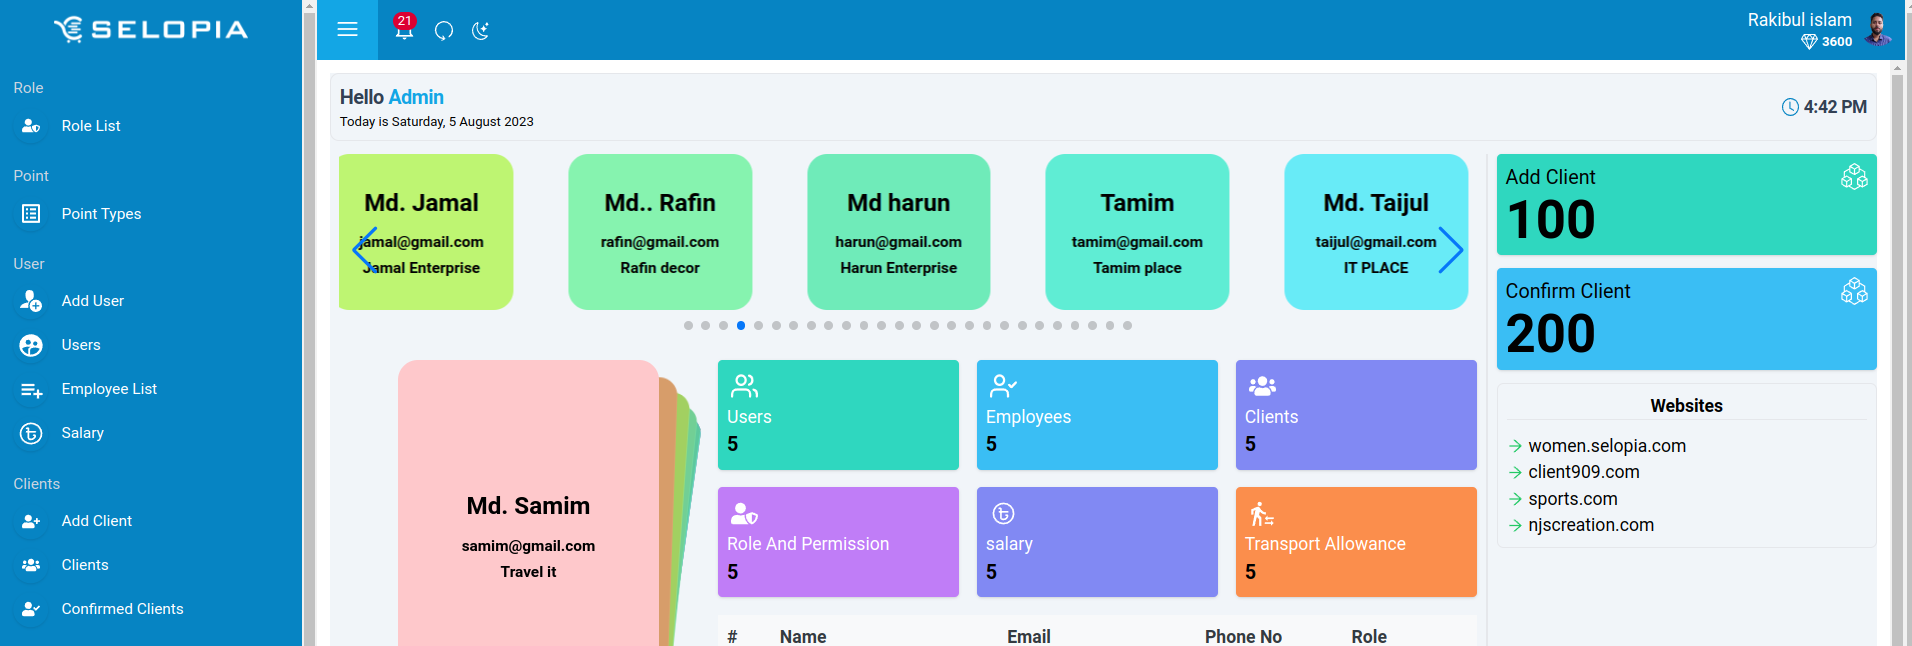 SELOPIA
Role
Role List
Point
Point Types
User
Add User
Users
Employee List
Salary
Clients
Add Client
Clients
Confirmed Clients
21
Rakibul islam
3600
Hello Admin
Today is Saturday, 5 August 2023
4:42 PM
Md. Jamal
jamal@gmail.com
Jamal Enterprise
Md.. Rafin
rafin@gmail.com
Rafin decor
Md harun
harun@gmail.com
Harun Enterprise
Tamim
tamim@gmail.com
Tamim place
Md. Taijul
taijul@gmail.com
IT PLACE
Md. Samim
samim@gmail.com
Travel it
Users
5
Employees
5
Clients
5
Role And Permission
5
salary
5
Transport Allowance
5
# Name Email Phone No Role
Add Client
100
Confirm Client
200
Websites
women.selopia.com
client909.com
sports.com
njscreation.com